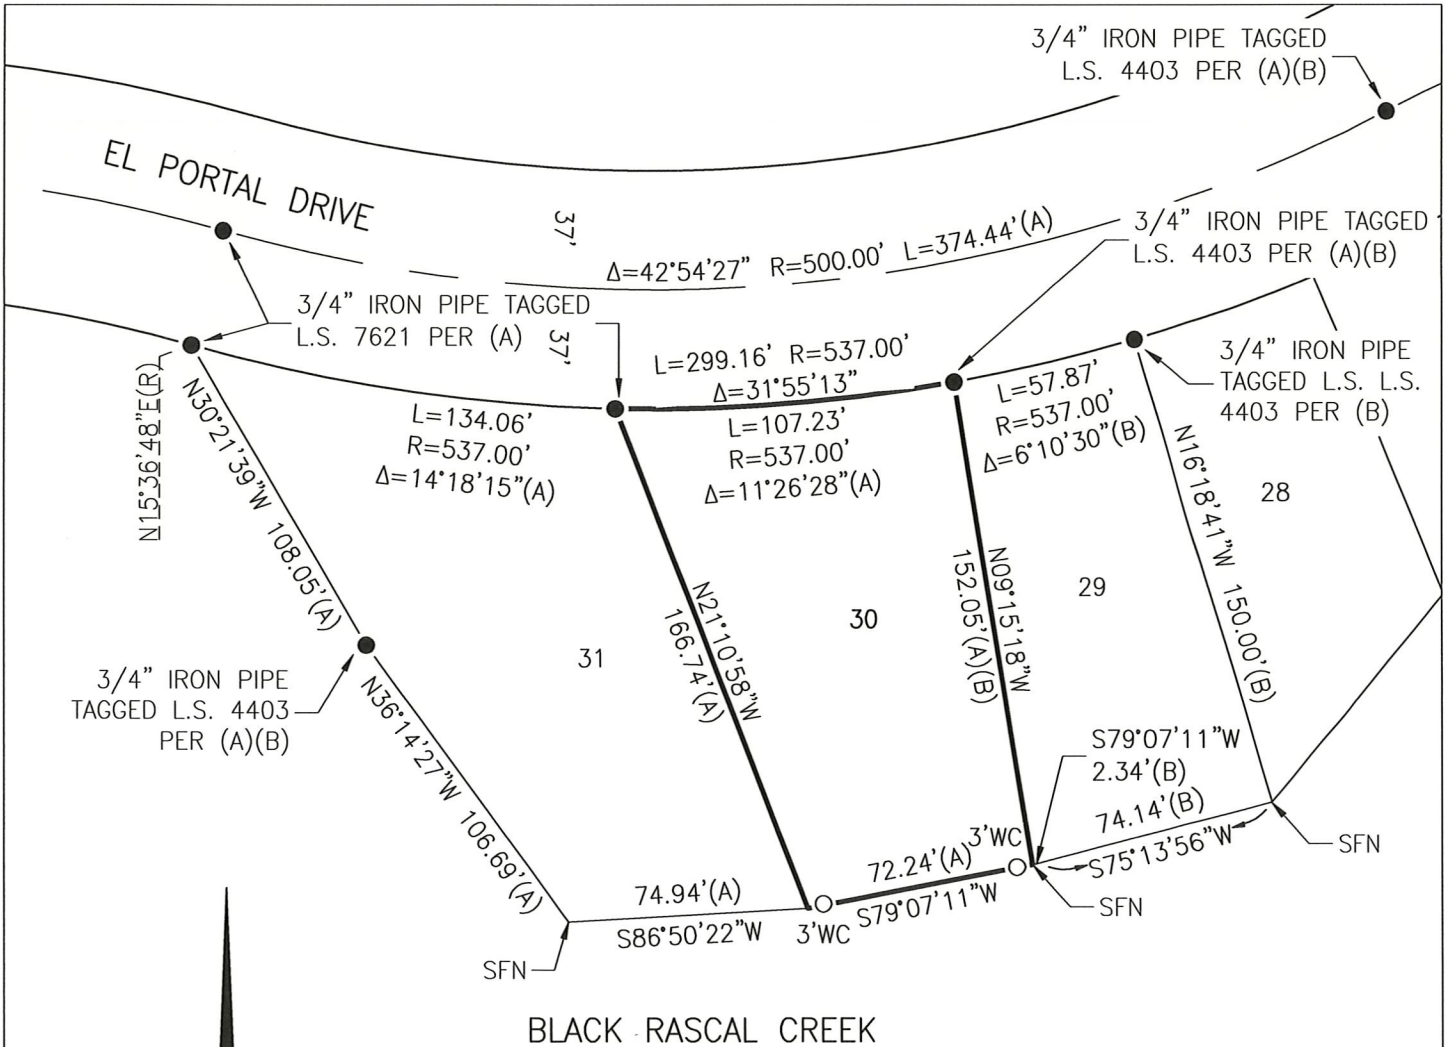 3/4" IRON PIPE TAGGED
L.S. 4403 PER (A)(B)
EL PORTAL DRIVE
37'
Δ=42°54'27" R=500.00' L=374.44'(A)
3/4" IRON PIPE TAGGED
L.S. 4403 PER (A)(B)
3/4" IRON PIPE TAGGED
L.S. 7621 PER (A)
37'
L=299.16' R=537.00'
Δ=31°55'13"
3/4" IRON PIPE
TAGGED L.S. L.S.
4403 PER (B)
N15°36'48"E(R)
N30°21'39"W 108.05'(A)
L=134.06'
R=537.00'
Δ=14°18'15"(A)
L=107.23'
R=537.00'
Δ=11°26'28"(A)
L=57.87'
R=537.00'
Δ=6°10'30"(B)
N16°18'41"W 150.00'(B)
28
29
30
31
N21°10'58"W
166.74'(A)
N09°15'18"W
152.05'(A)(B)
3/4" IRON PIPE
TAGGED L.S. 4403
PER (A)(B)
N36°14'27"W 106.69'(A)
S79°07'11"W
2.34'(B)
74.14'(B)
S75°13'56"W
SFN
3'WC
72.24'(A)
S79°07'11"W
SFN
74.94'(A)
S86°50'22"W
3'WC
SFN
BLACK RASCAL CREEK